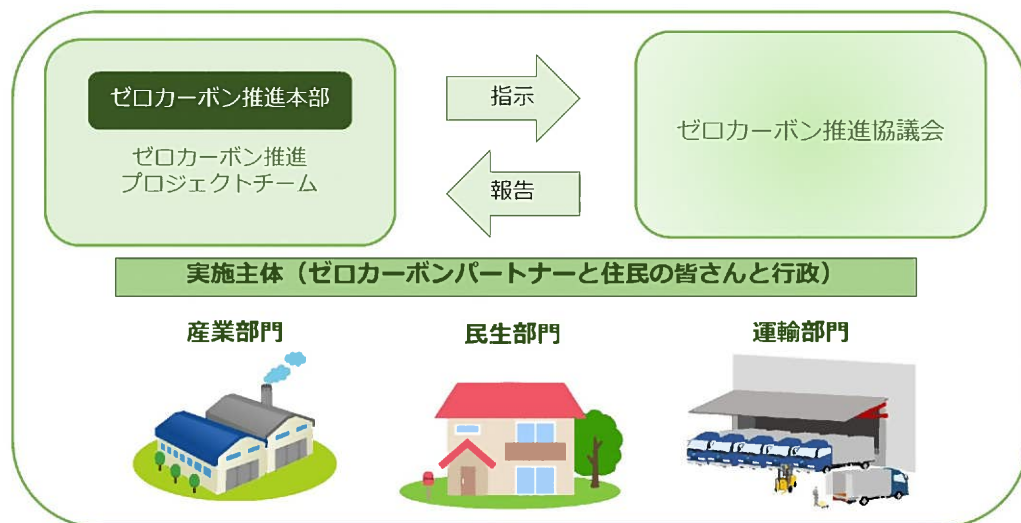 ゼロカーボン推進本部
ゼロカーボン推進
プロジェクトチーム
指示
報告
ゼロカーボン推進協議会
実施主体（ゼロカーボンパートナーと住民の皆さんと行政）
産業部門
民生部門
運輸部門